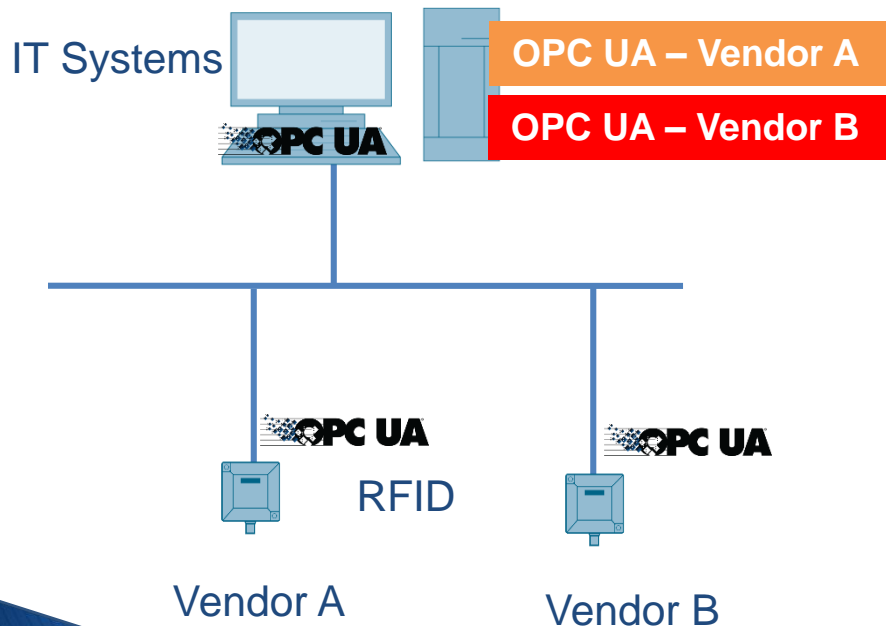 IT Systems
OPC UA – Vendor A
OPC UA – Vendor B
OPC UA
OPC UA
OPC UA
RFID
Vendor A
Vendor B